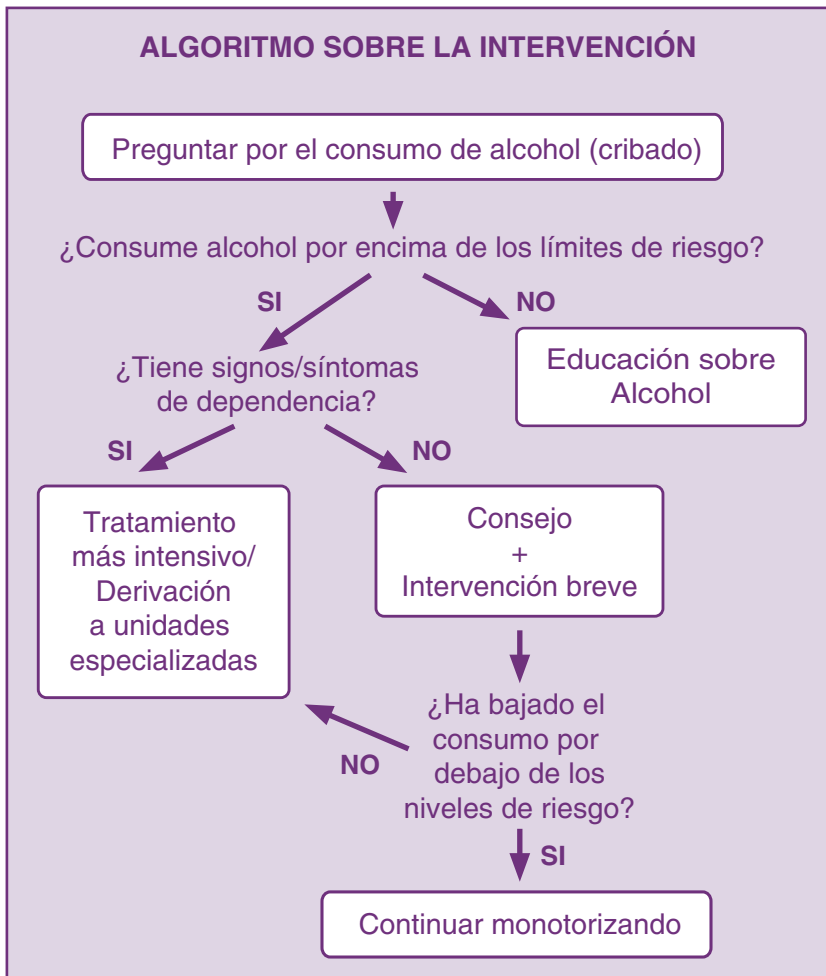 ALGORITMO SOBRE LA INTERVENCIÓN
Preguntar por el consumo de alcohol (cribado)
¿Consume alcohol por encima de los límites de riesgo?
SI
NO
¿Tiene signos/síntomas
de dependencia?
Educación sobre
Alcohol
SI
NO
Tratamiento
más intensivo/
Derivación
a unidades
especializadas
Consejo
+
Intervención breve
¿Ha bajado el
consumo por
debajo de los
niveles de riesgo?
NO
SI
Continuar monotorizando